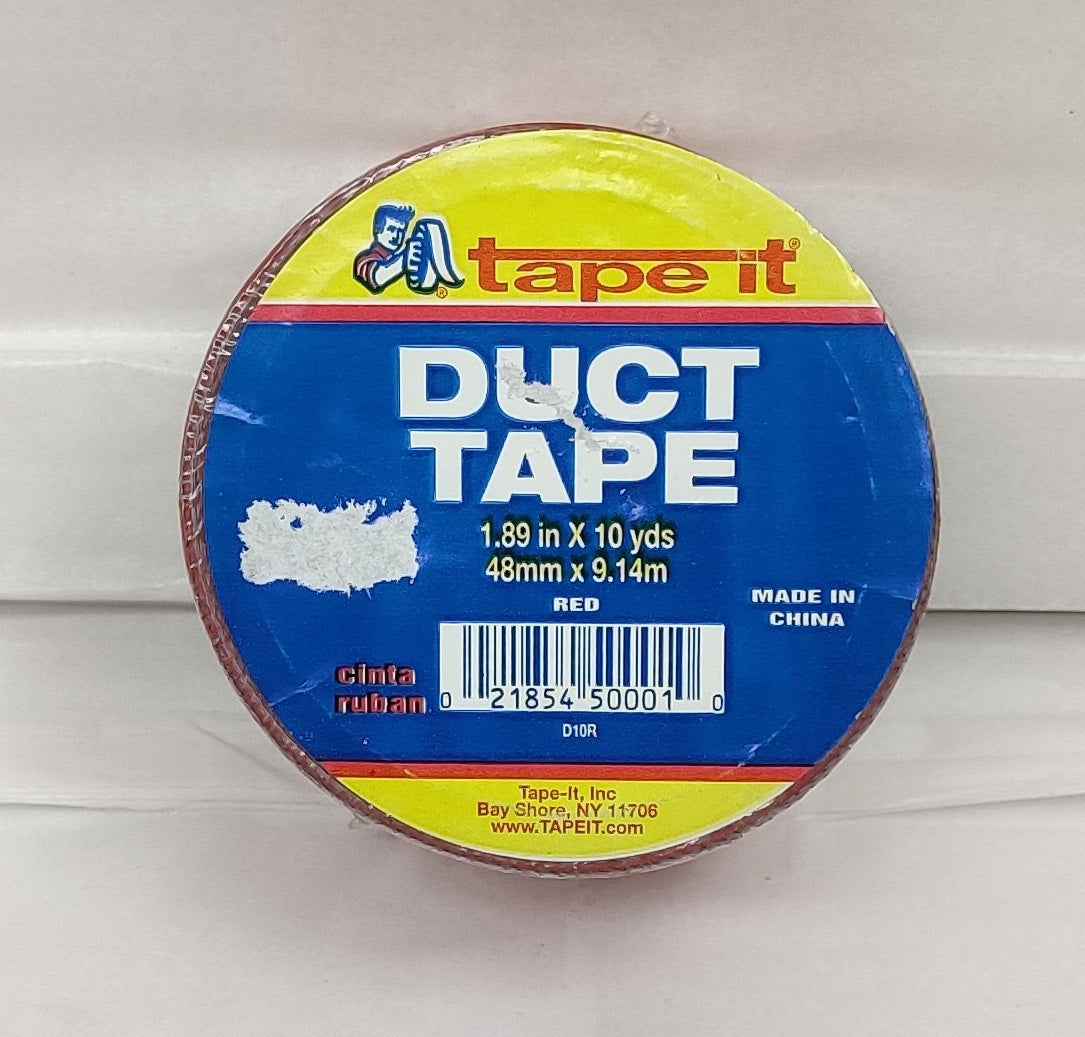 tape it®
®
DUCT
TAPE
1.89 in X 10 yds
48mm x 9.14m
RED
MADE IN
CHINA
cinta
ruban
0 21854 50001 0
D10R
Tape-It, Inc
Bay Shore, NY 11706
www.TAPEIT.com